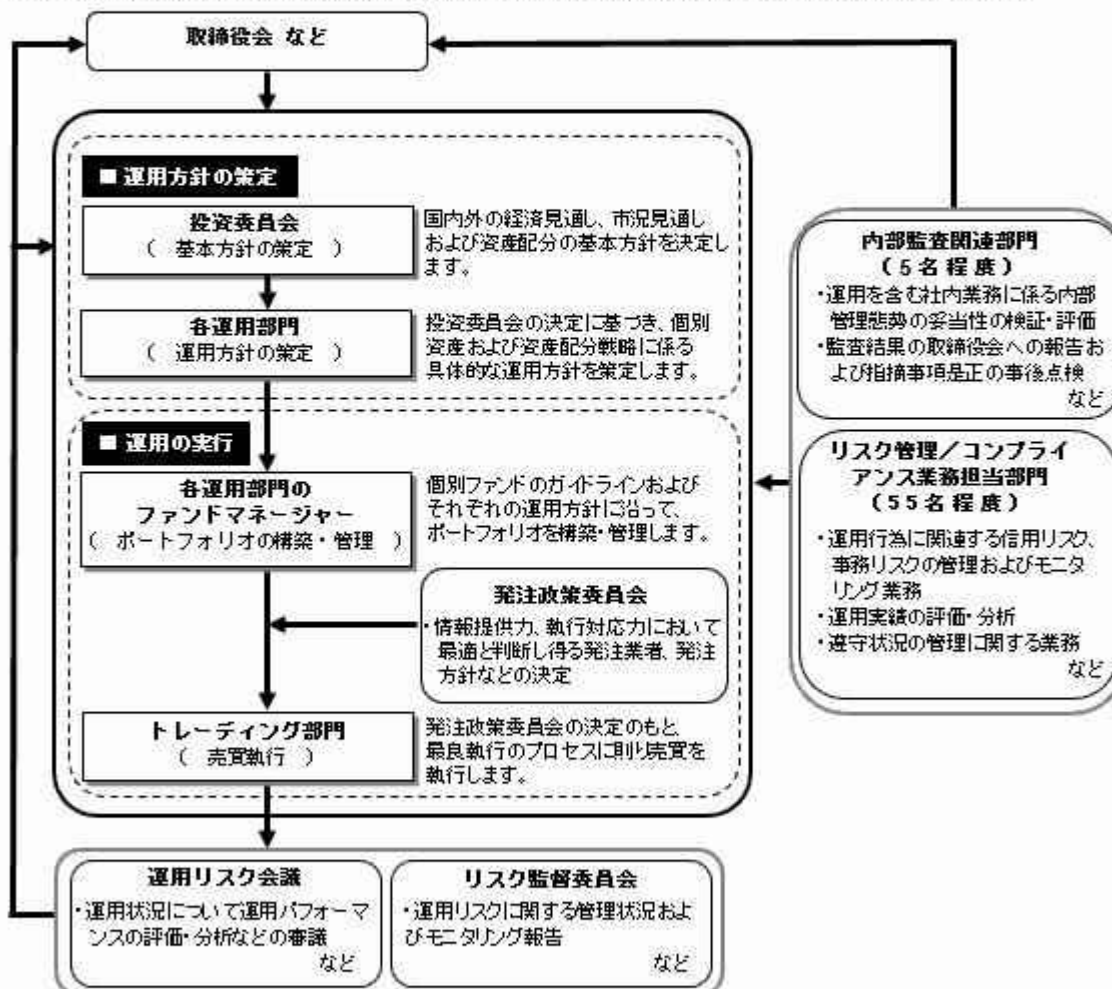 取締役会 など
■ 運用方針の策定
投資委員会
( 基本方針の策定 )
国内外の経済見通し、市況見通し
および資産配分の基本方針を決定し
ます。
各運用部門
( 運用方針の策定 )
投資委員会の決定に基づき、個別
資産および資産配分戦略に係る
具体的な運用方針を策定します。
■ 運用の実行
各運用部門の
ファンドマネージャー
( ポートフォリオの構築・管理 )
個別ファンドのガイドラインおよび
それぞれの運用方針に沿って、
ポートフォリオを構築・管理します。
発注政策委員会
・情報提供力、執行対応力において
最適と判断し得る発注業者、発注
方針などの決定
トレーディング部門
( 売買執行 )
発注政策委員会の決定のもと、
最良執行のプロセスに則り売買を
執行します。
内部監査関連部門
(5名程度)
・運用を含む社内業務に係る内部
管理態勢の妥当性の検証・評価
・監査結果の取締役会への報告お
よび指摘事項是正の事後点検
など
リスク管理/コンプライ
アンス業務担当部門
(55名程度)
・運用行為に関連する信用リスク、
事務リスクの管理およびモニタ
リング業務
・運用実績の評価・分析
・遵守状況の管理に関する業務
など
運用リスク会議
・運用状況について運用パフォーマ
ンスの評価・分析などの審議
など
リスク監督委員会
・運用リスクに関する管理状況およ
びモニタリング報告
など